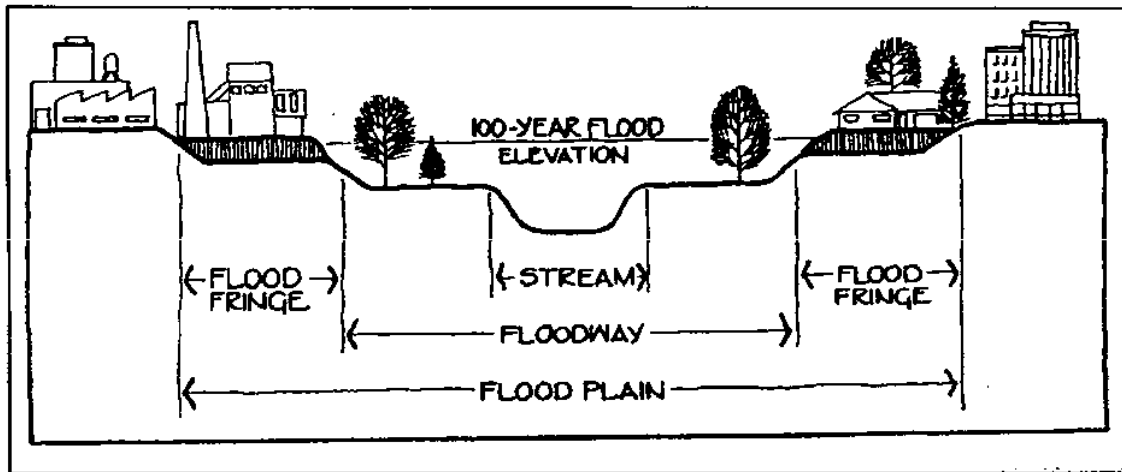 100-YEAR FLOOD
ELEVATION
FLOOD
FRINGE
STREAM
FLOOD
FRINGE
FLOODWAY
FLOOD PLAIN